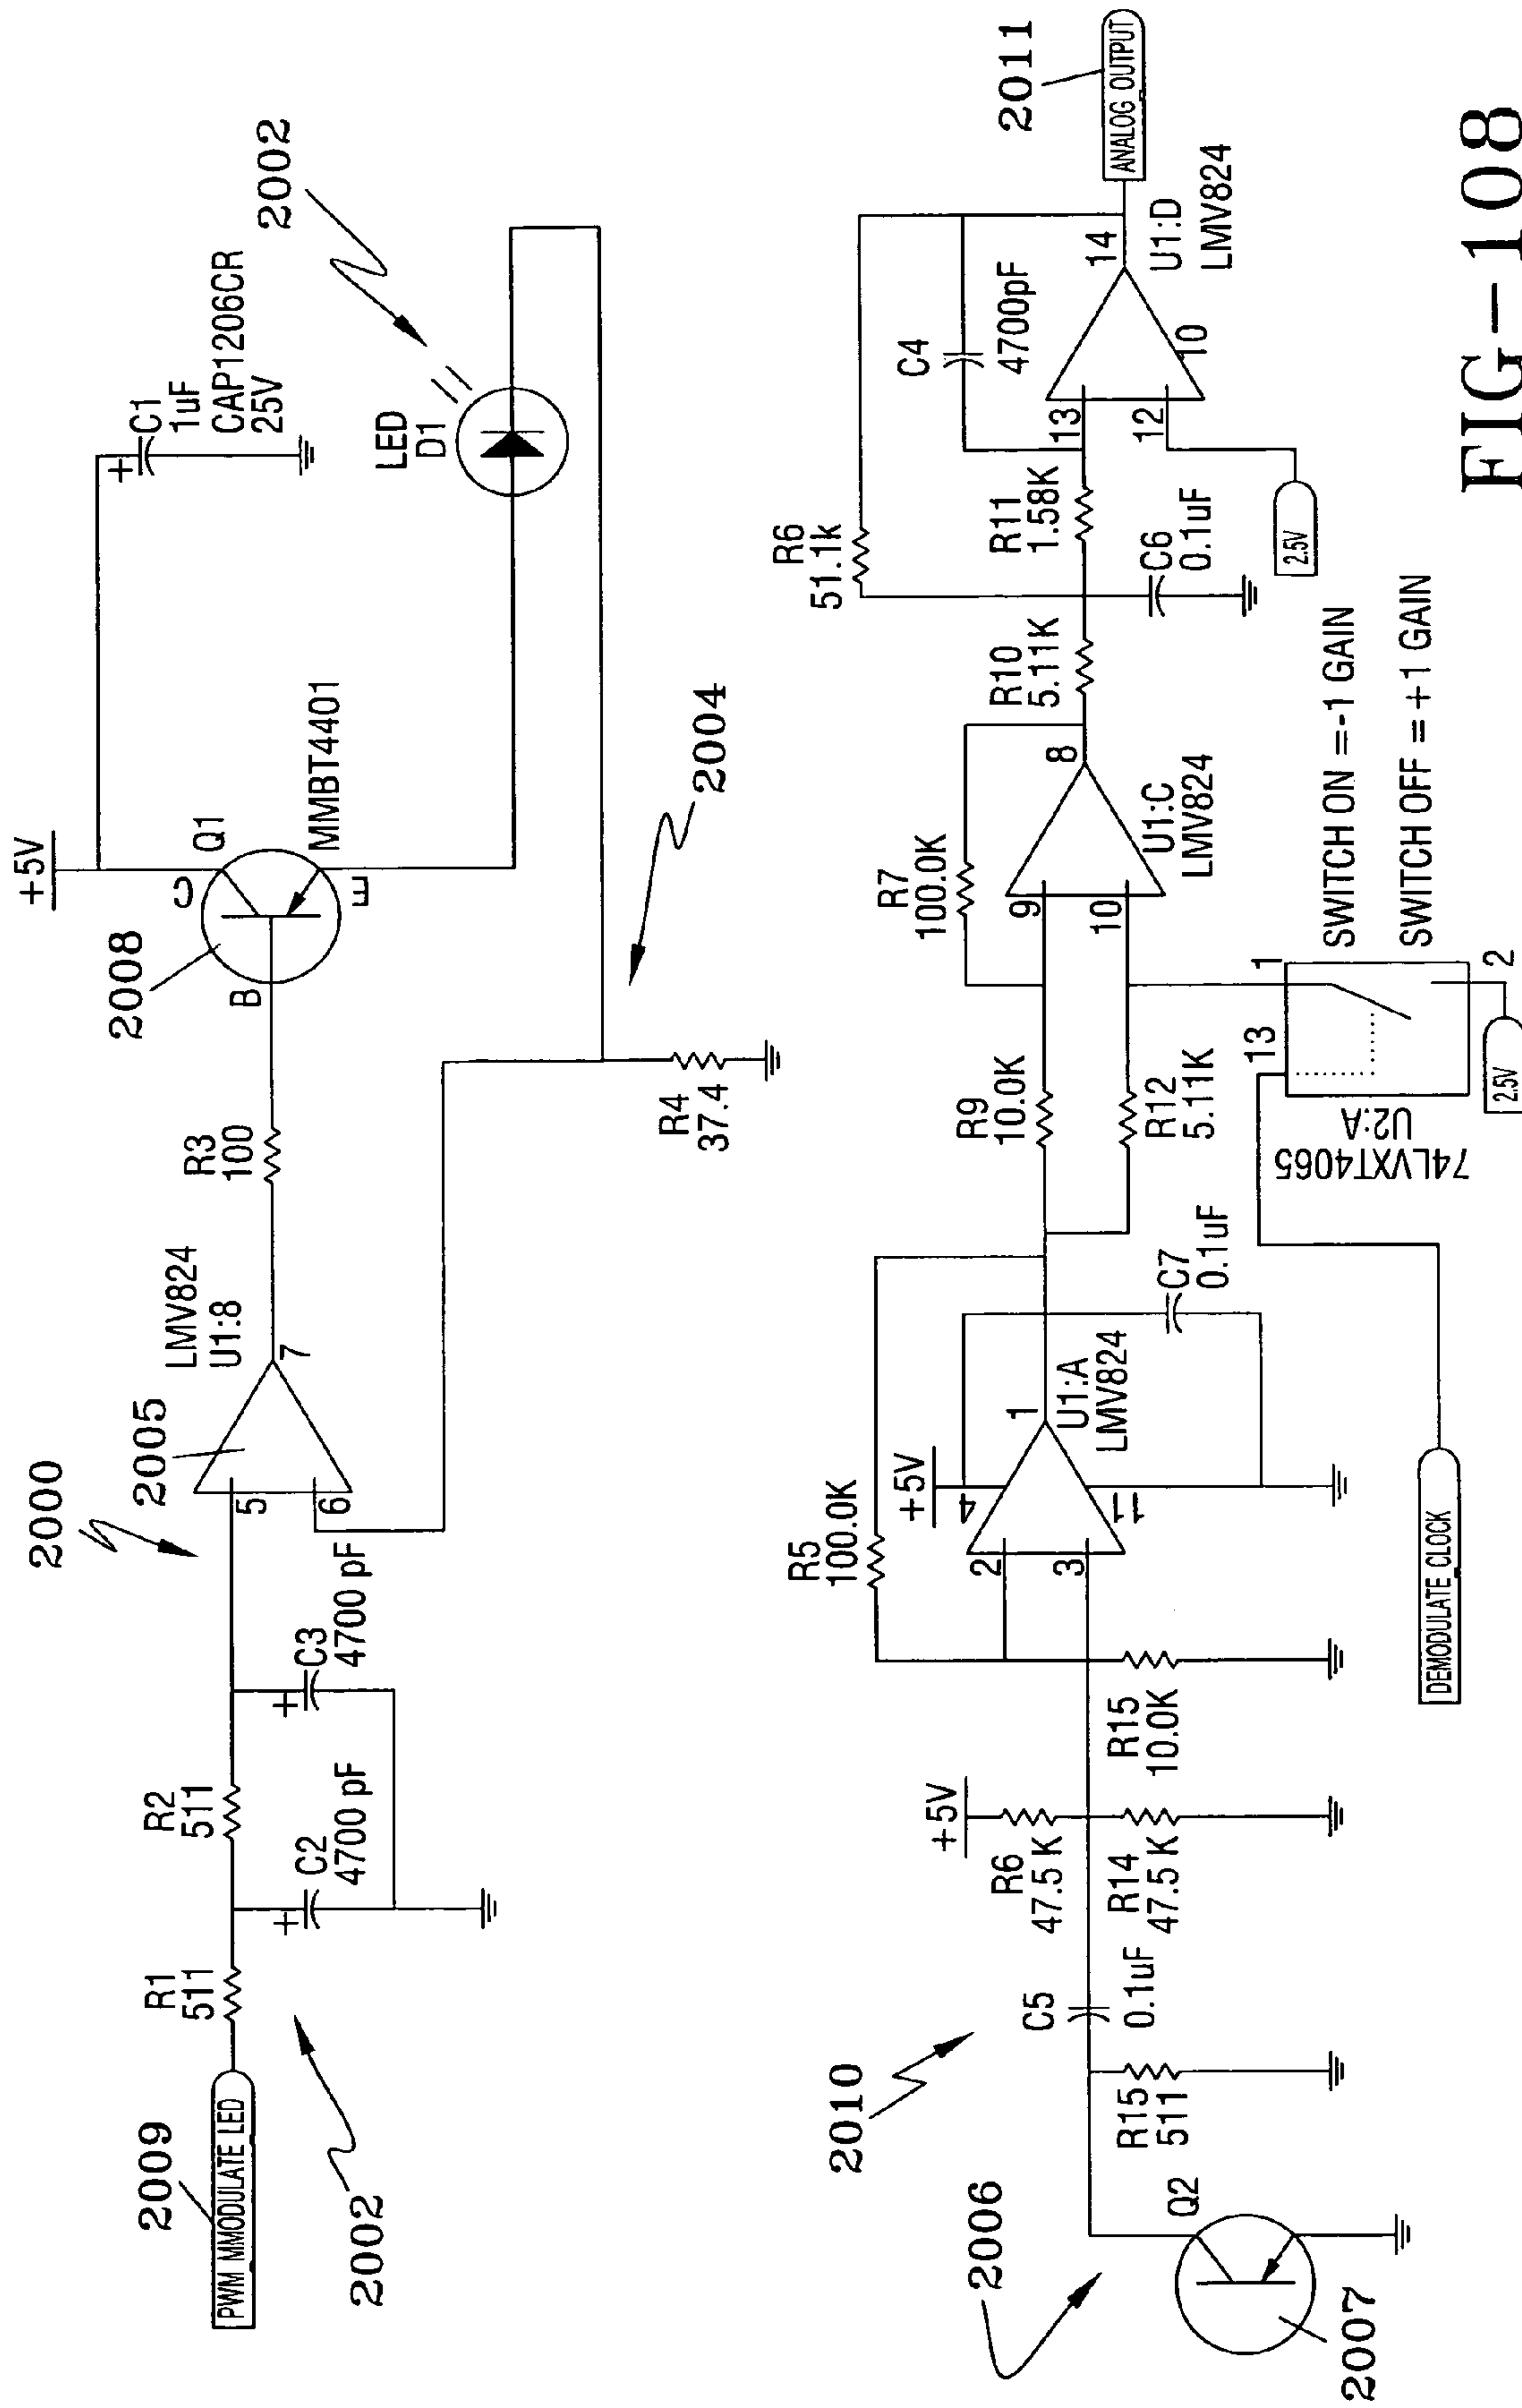 2000
2005
LMV824
U1:8
2009
PWM MMODULATE LED
R1
511
R2
511
C2
4700 pF
C3
4700 pF
+
+
5
6
7
2002
R3
100
2008
B
C
E
Q1
MMBT4401
+5V
+
C1
1uF
CAP1206CR
25V
LED
D1
2002
2004
R4
37.4
2006
2007
Q2
2010
R15
511
C5
0.1uF
+5V
R6
47.5 K
R14
47.5 K
R15
10.0K
R5
100.0K
+5V
4
2
3
11
1
U1:A
LMV824
C7
0.1uF
R9
10.0K
R12
5.11K
R7
100.0K
9
10
8
U1:C
LMV824
DEMODULATE CLOCK
74LVXT4065
U2:A
13
1
2
2.5V
SWITCH ON =-1 GAIN
SWITCH OFF = +1 GAIN
R10
5.11K
R6
51.1k
R11
1.58K
C6
0.1uF
C4
4700pF
13
12
14
10
2.5V
U1:D
LMV824
ANALOG OUTPUT
2011
FIG-108